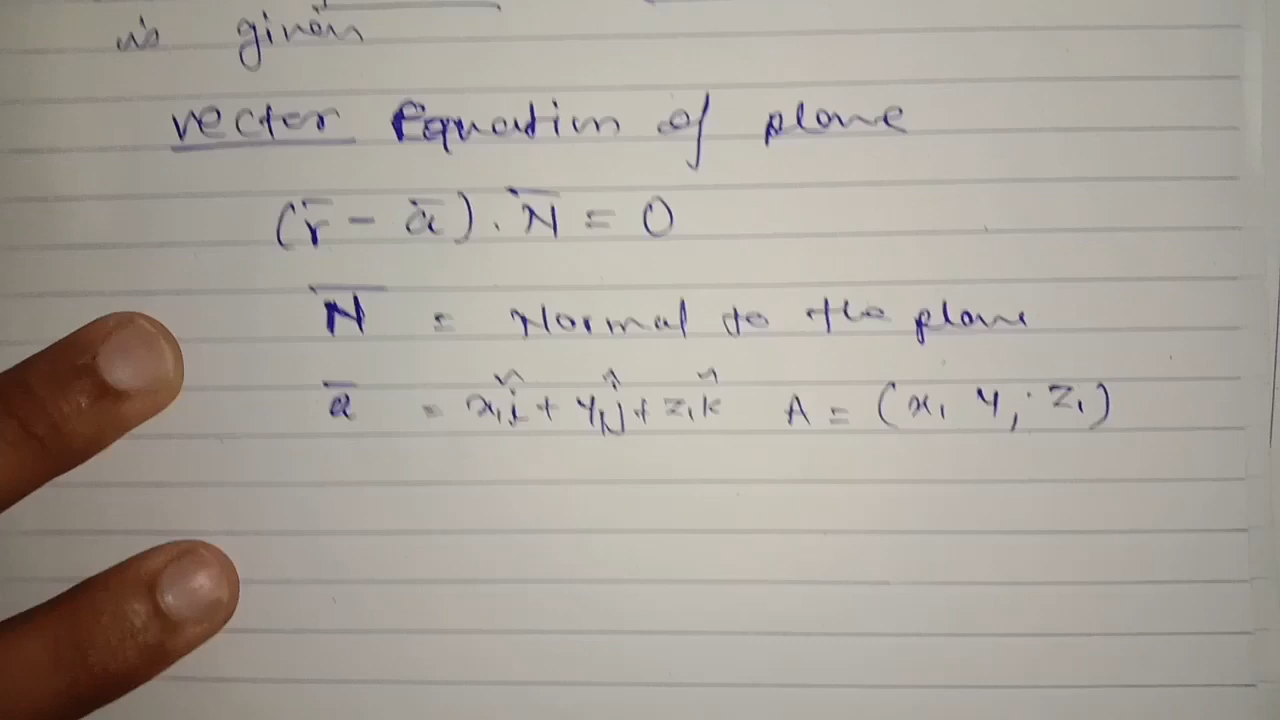 is given
vector Equation of plane
(r̅ - a̅). N̅ = 0
N̅ = Normal to the plane
a̅ = x₁î + y₁ĵ + z₁k̂ A = (x₁ y₁ z₁)